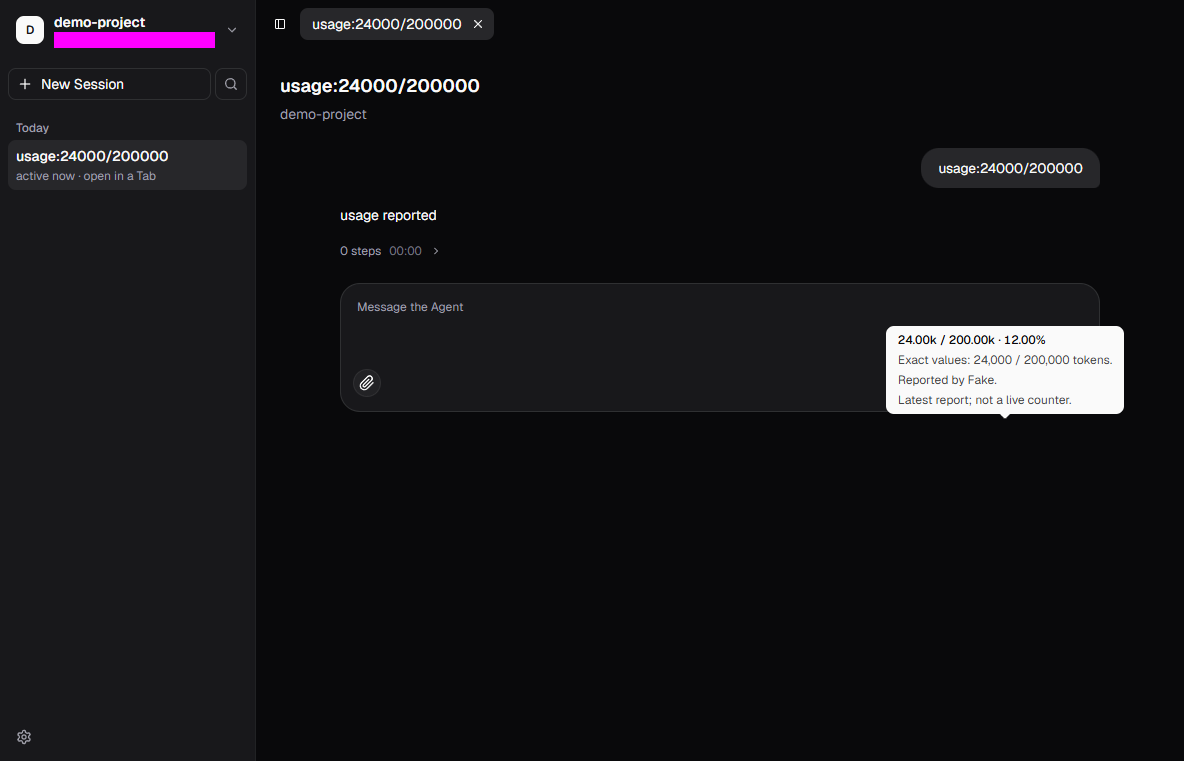 D
demo-project
New Session
Today
usage:24000/200000
active now · open in a Tab
usage:24000/200000
usage:24000/200000
demo-project
usage:24000/200000
usage reported
0 steps 00:00
Message the Agent
24.00k / 200.00k · 12.00%
Exact values: 24,000 / 200,000 tokens.
Reported by Fake.
Latest report; not a live counter.